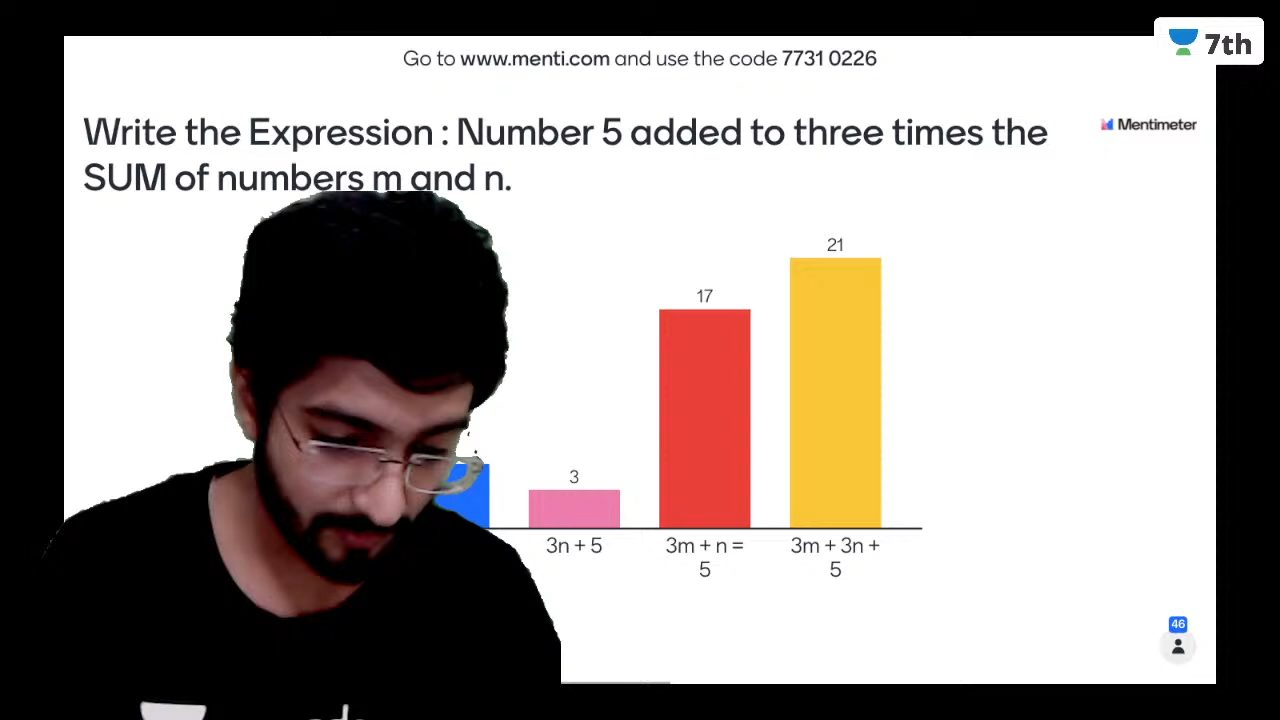 7th
Go to www.menti.com and use the code 7731 0226
Write the Expression : Number 5 added to three times the
SUM of numbers m and n.
Mentimeter
21
17
3
3n + 5
3m + n =
5
3m + 3n +
5
46